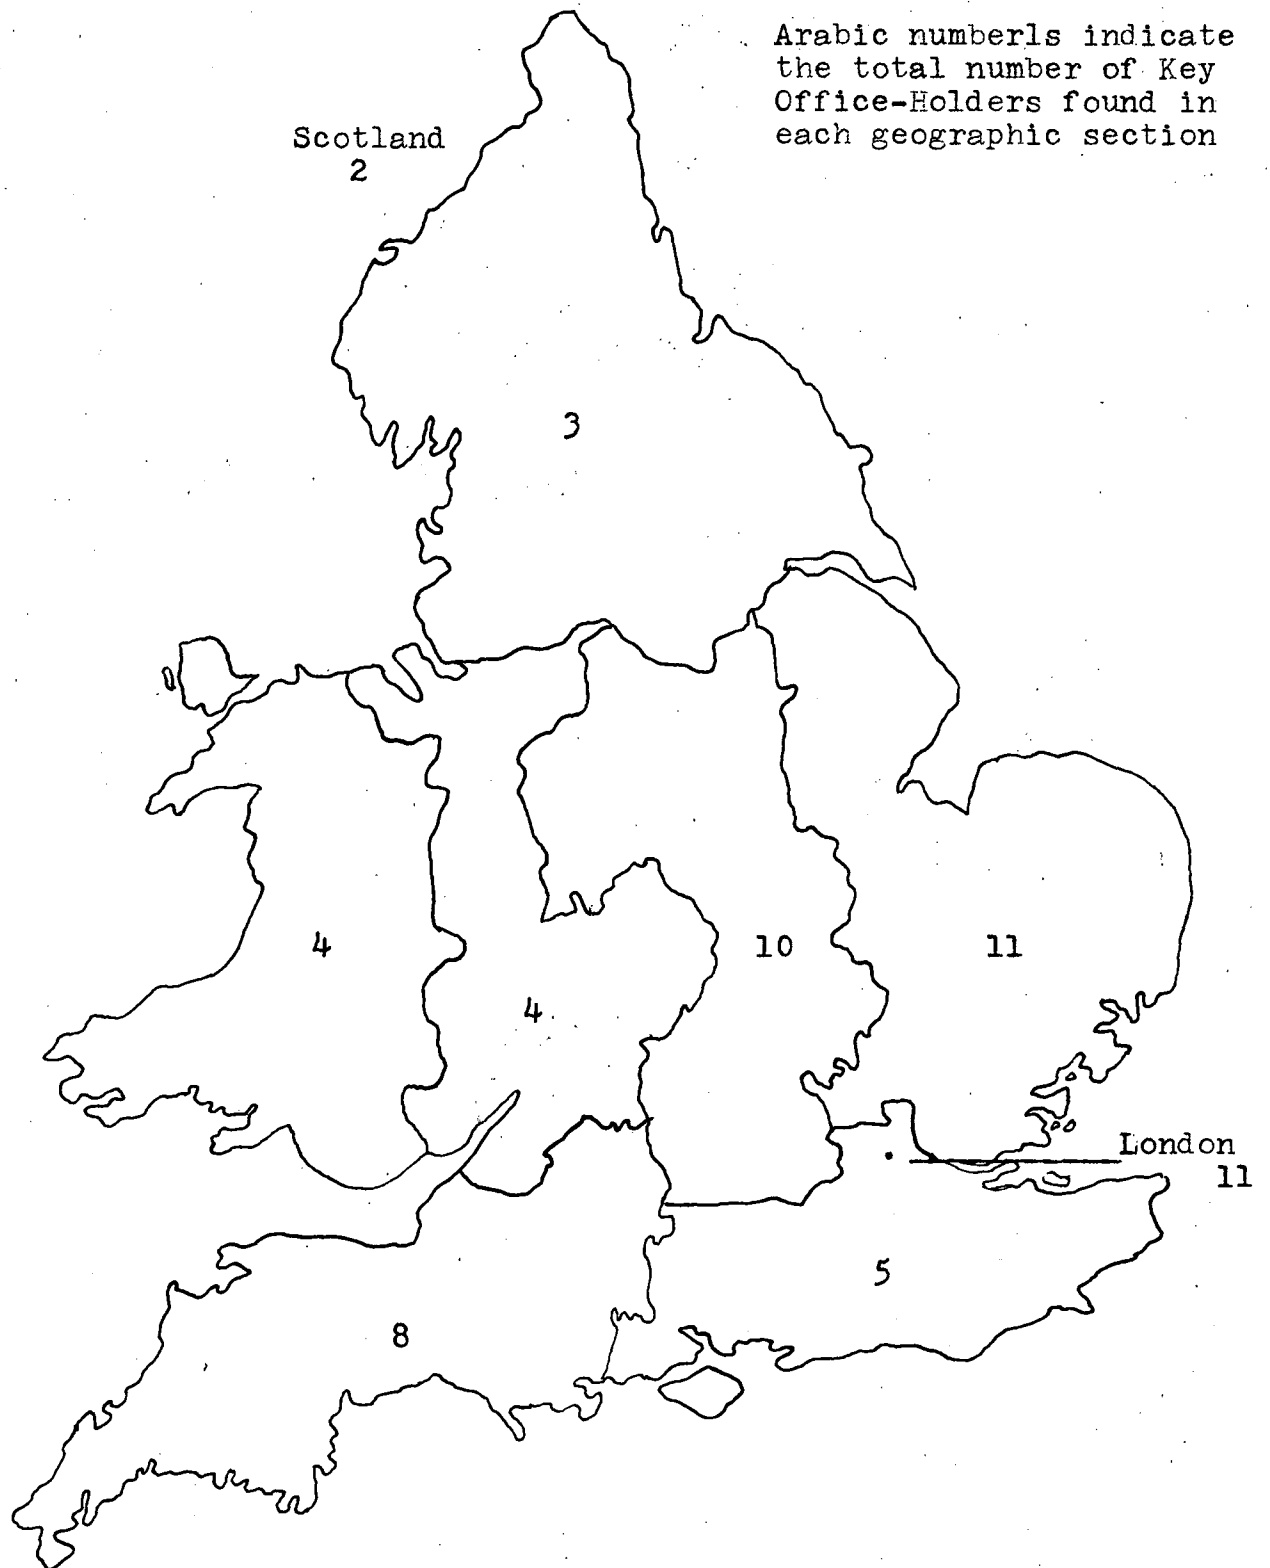 Arabic numberls indicate
the total number of Key
Office-Holders found in
each geographic section
Scotland
2
3
4
4
10
11
London
11
5
8